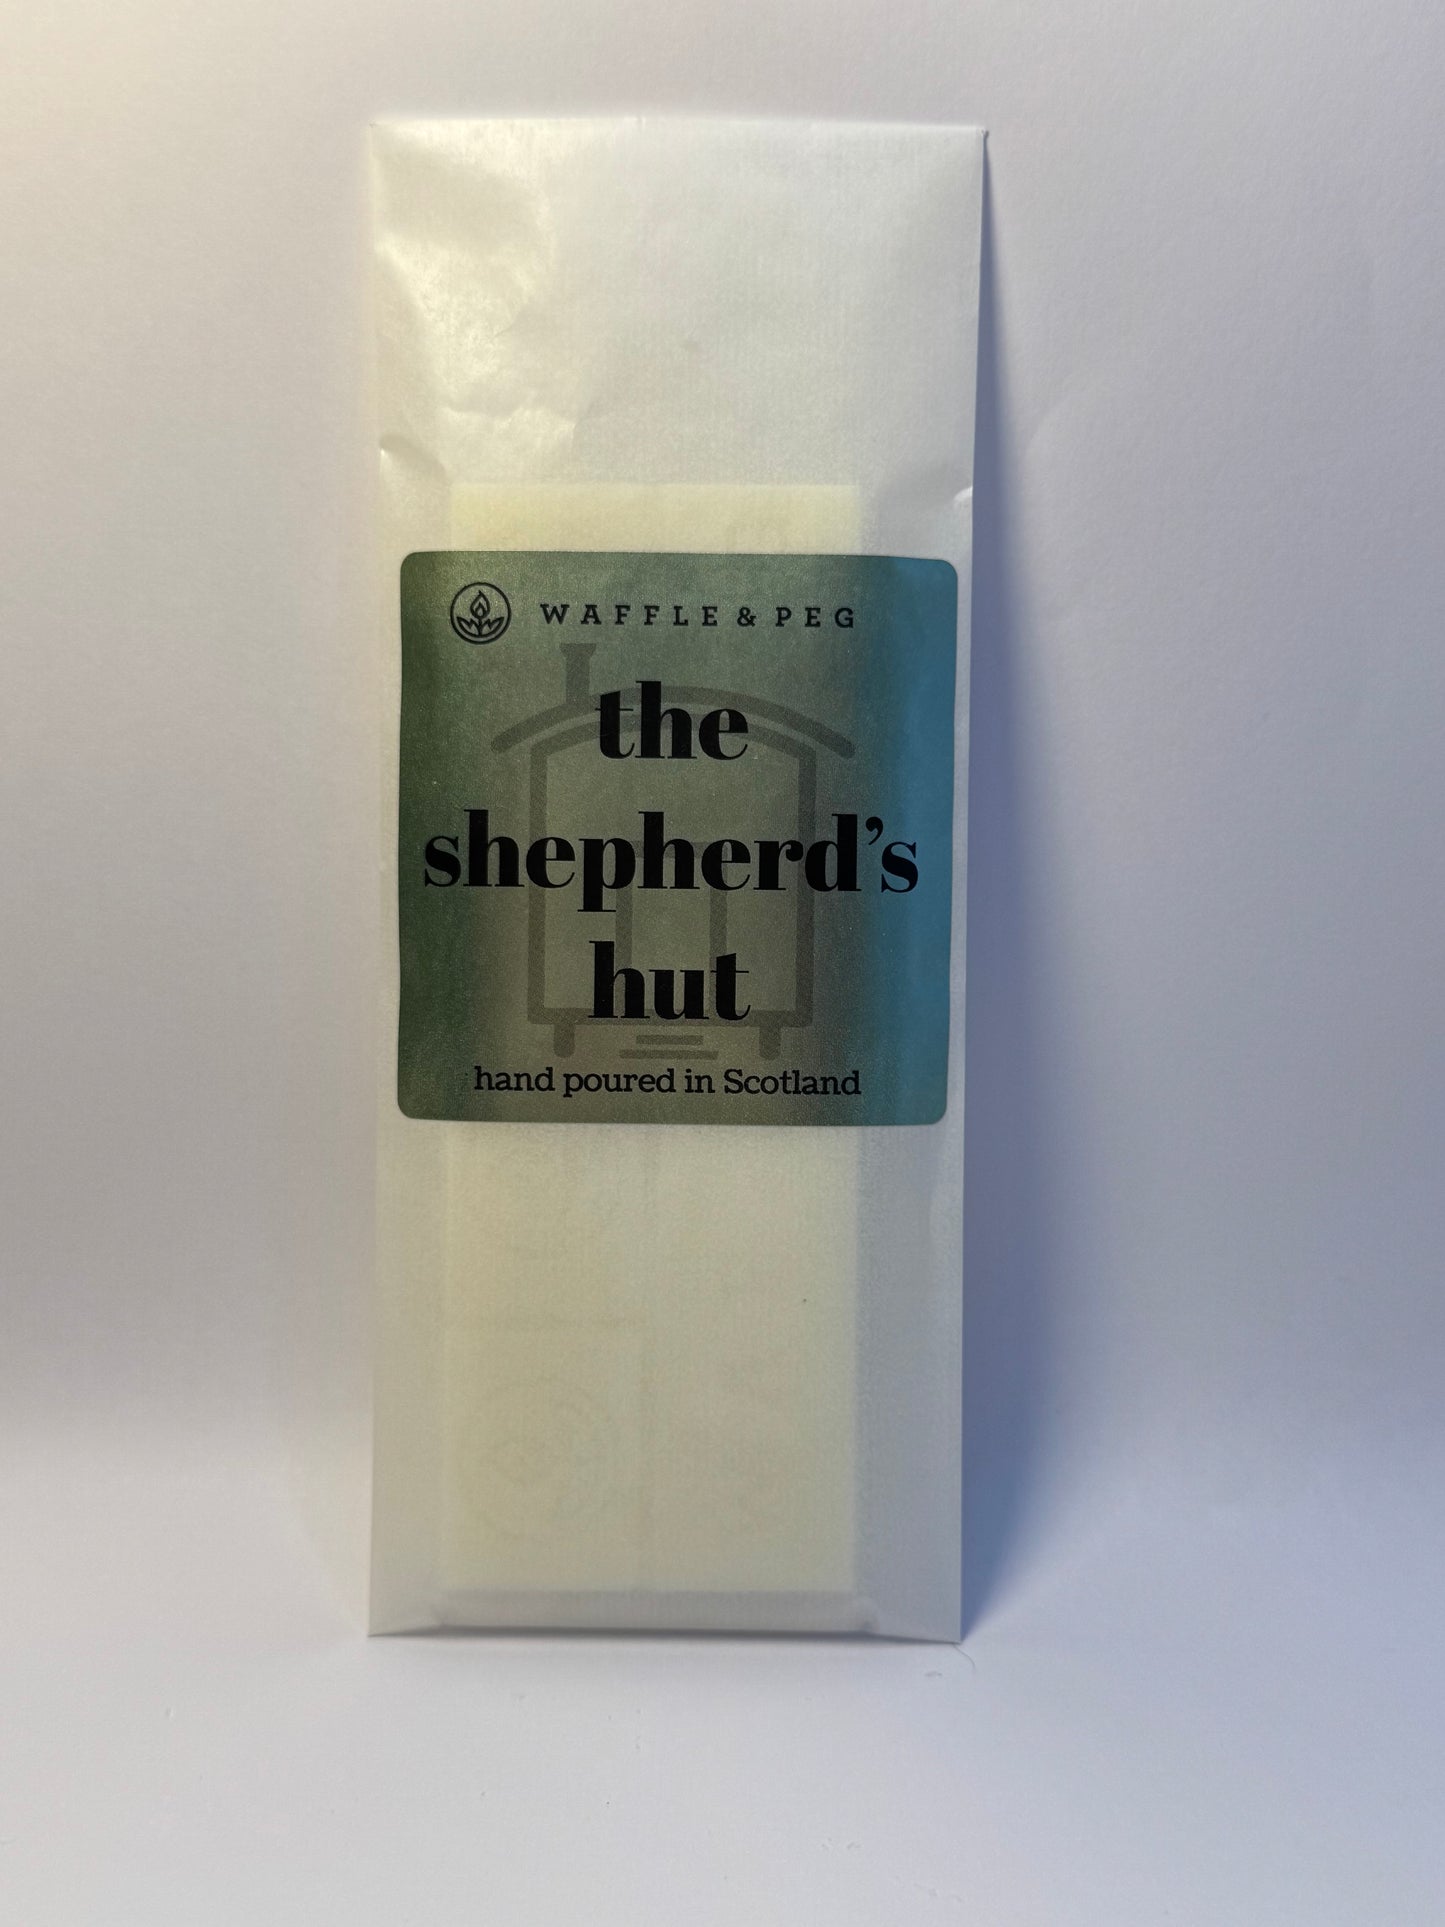 WAFFLE & PEG
the
shepherd’s
hut
hand poured in Scotland